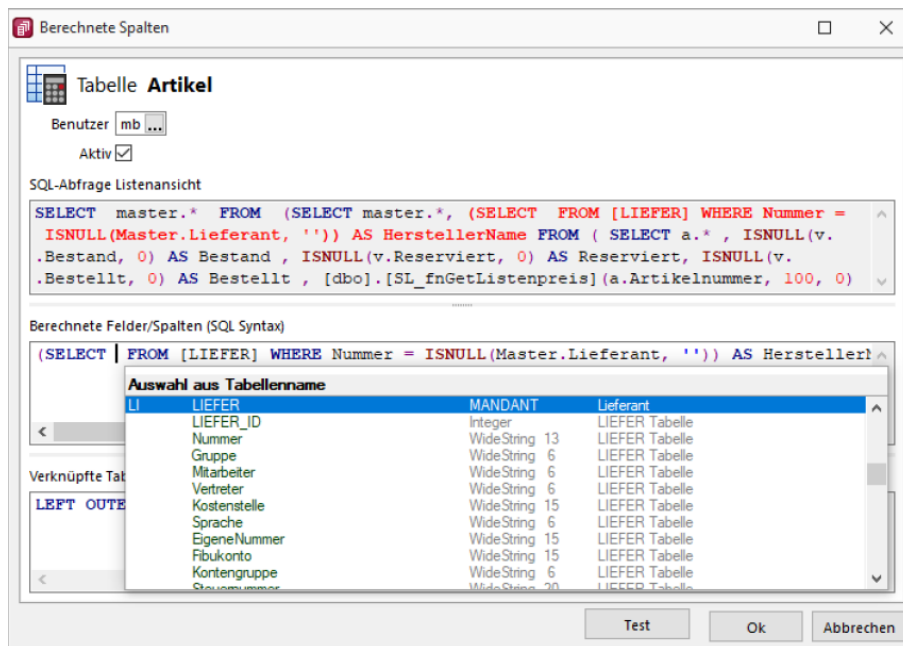 Berechnete Spalten
Tabelle Artikel
Benutzer mb ...
Aktiv
SQL-Abfrage Listenansicht
SELECT master.* FROM (SELECT master.*, (SELECT FROM [LIEFER] WHERE Nummer =
ISNULL(Master.Lieferant, '')) AS HerstellerName FROM ( SELECT a.* , ISNULL(v.
.Bestand, 0) AS Bestand , ISNULL(v.Reserviert, 0) AS Reserviert, ISNULL(v.
.Bestellt, 0) AS Bestellt , [dbo].[SL_fnGetListenpreis](a.Artikelnummer, 100, 0)
Berechnete Felder/Spalten (SQL Syntax)
(SELECT FROM [LIEFER] WHERE Nummer = ISNULL(Master.Lieferant, '')) AS Hersteller
Auswahl aus Tabellenname
LI LIEFER MANDANT Lieferant
LIEFER_ID Integer LIEFER Tabelle
Nummer WideString 13 LIEFER Tabelle
Gruppe WideString 6 LIEFER Tabelle
Mitarbeiter WideString 6 LIEFER Tabelle
Vertreter WideString 6 LIEFER Tabelle
Kostenstelle WideString 15 LIEFER Tabelle
Sprache WideString 6 LIEFER Tabelle
EigeneNummer WideString 15 LIEFER Tabelle
Fibukonto WideString 15 LIEFER Tabelle
Kontengruppe WideString 6 LIEFER Tabelle
Steuernummer WideString 20 LIEFER Tabelle
Verknüpfte Tab
LEFT OUTE
Test Ok Abbrechen